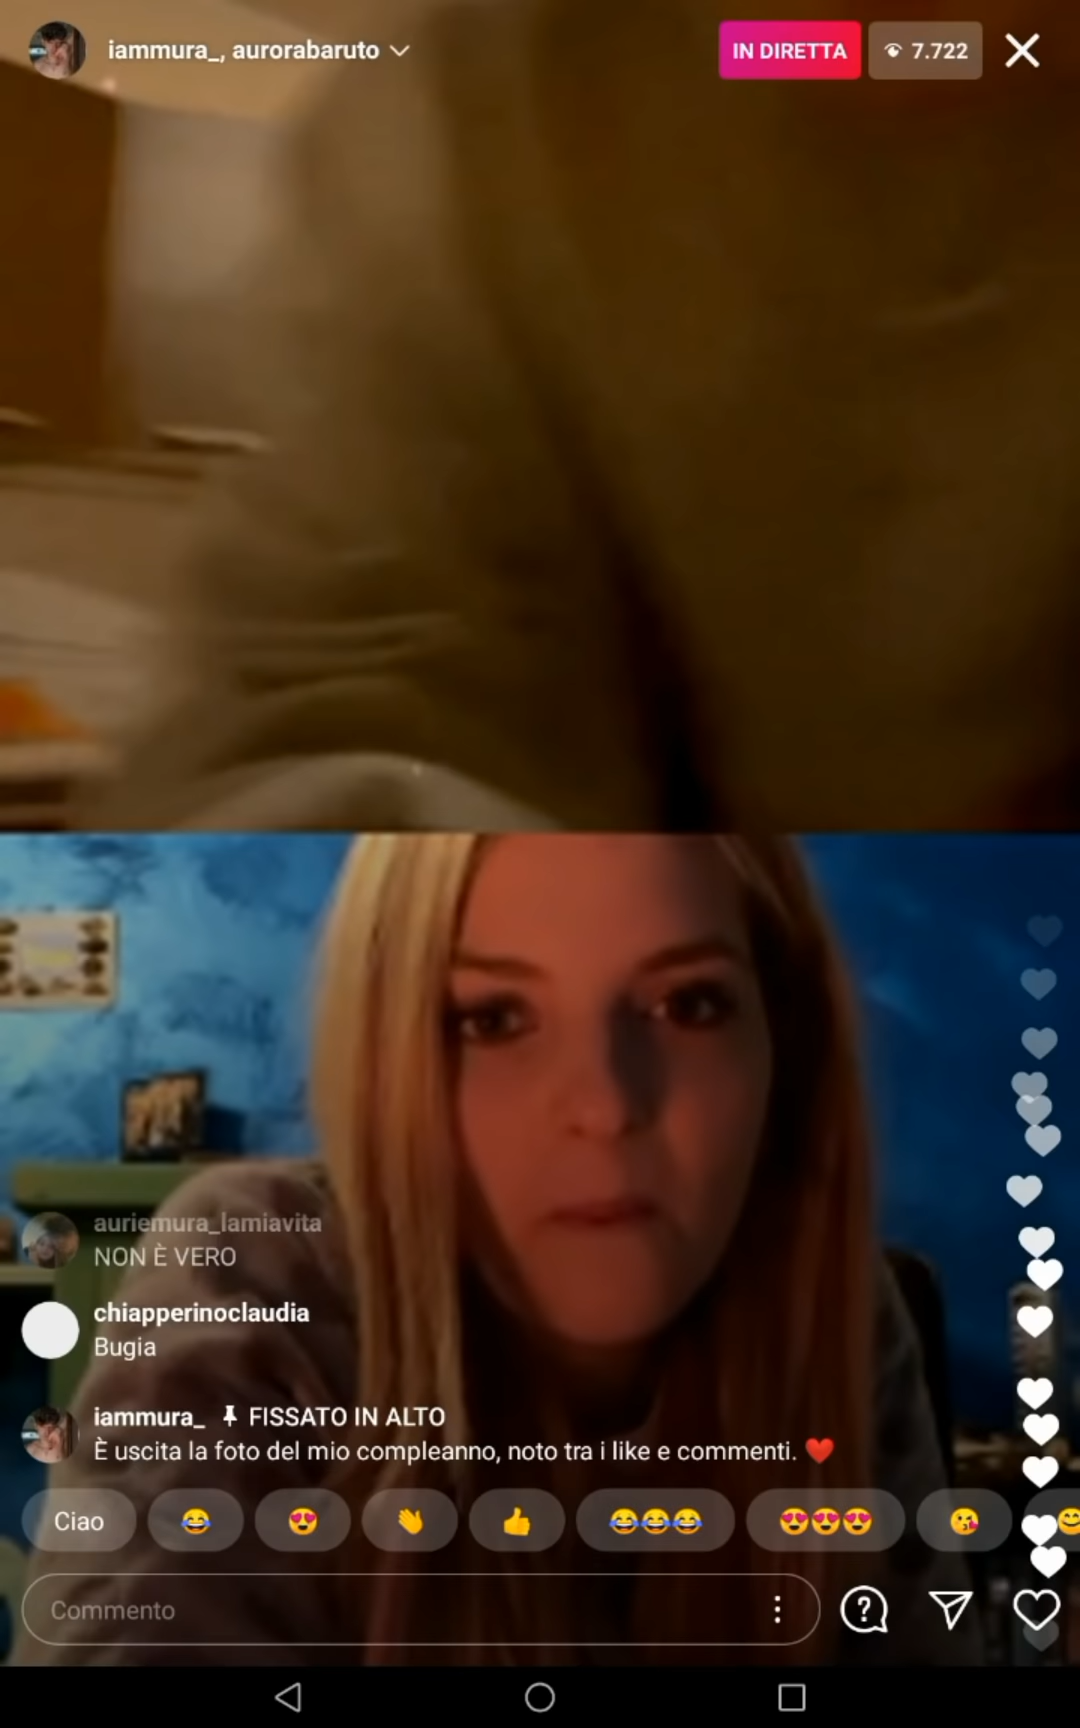 iammura_, aurorabaruto
IN DIRETTA
7.722
auriemura_lamiavita
NON È VERO
chiapperinoclaudia
Bugia
iammura_ FISSATO IN ALTO
È uscita la foto del mio compleanno, noto tra i like e commenti. ❤️
Ciao 😂 😍 👏 👍 😂😂😂 😍😍😍 😘 😊
Commento